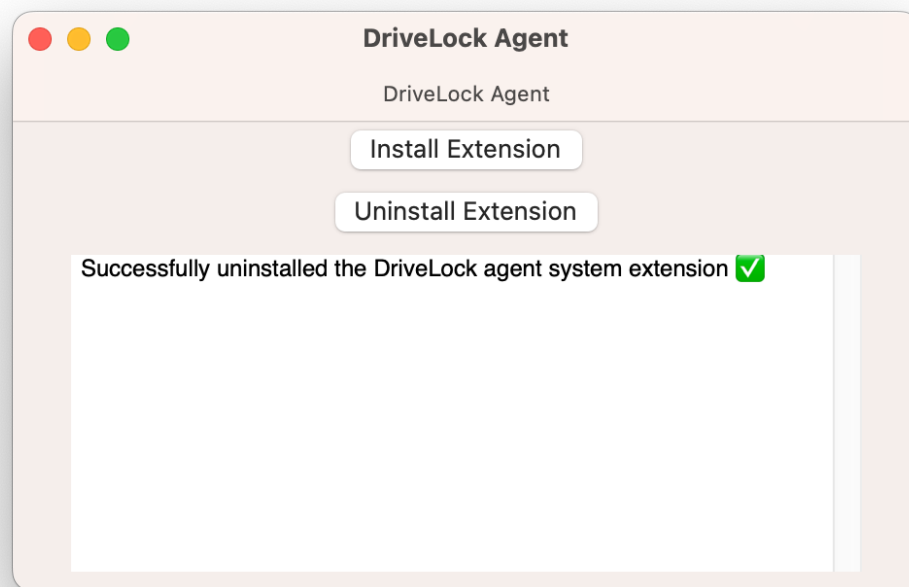 DriveLock Agent
DriveLock Agent
Install Extension
Uninstall Extension
Successfully uninstalled the DriveLock agent system extension ✅